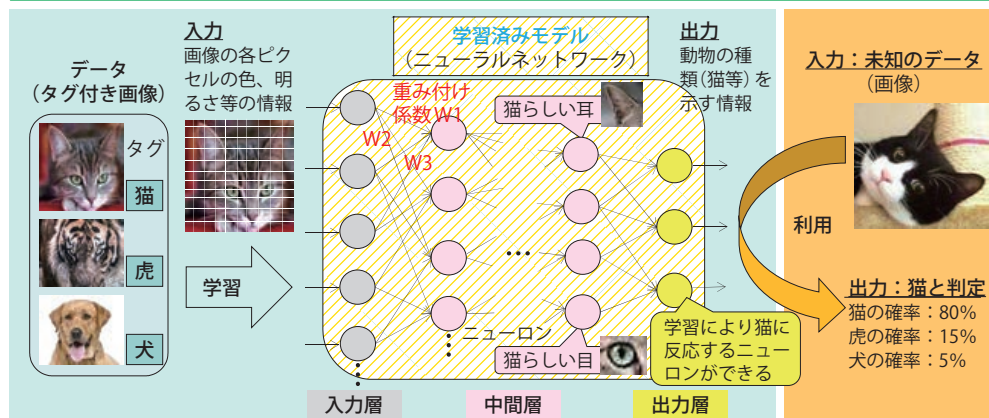 データ
(タグ付き画像)
タグ
猫
虎
犬
入力
画像の各ピク
セルの色、明
るさ等の情報
学習
学習済みモデル
(ニューラルネットワーク)
重み付け
係数W1
W2
W3
猫らしい耳
…
ニューロン
猫らしい目
入力層
中間層
出力層
出力
動物の種
類(猫等)を
示す情報
学習により猫に
反応するニュー
ロンができる
入力:未知のデータ
(画像)
利用
出力:猫と判定
猫の確率:80%
虎の確率:15%
犬の確率:5%